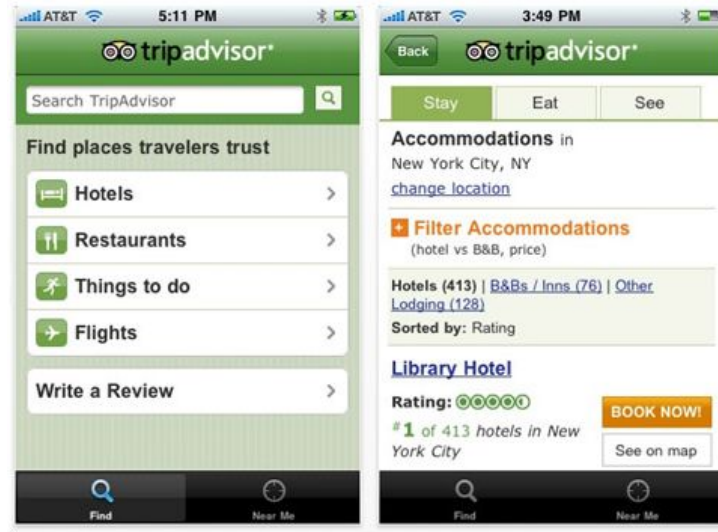 AT&T 5:11 PM
tripadvisor
Search TripAdvisor
Find places travelers trust
Hotels
Restaurants
Things to do
Flights
Write a Review
Find Near Me
AT&T 3:49 PM
Back tripadvisor
Stay Eat See
Accommodations in
New York City, NY
change location
+ Filter Accommodations
(hotel vs B&B, price)
Hotels (413) | B&Bs / Inns (76) | Other
Lodging (128)
Sorted by: Rating
Library Hotel
Rating:
BOOK NOW!
#1 of 413 hotels in New
York City
See on map
Find Near Me